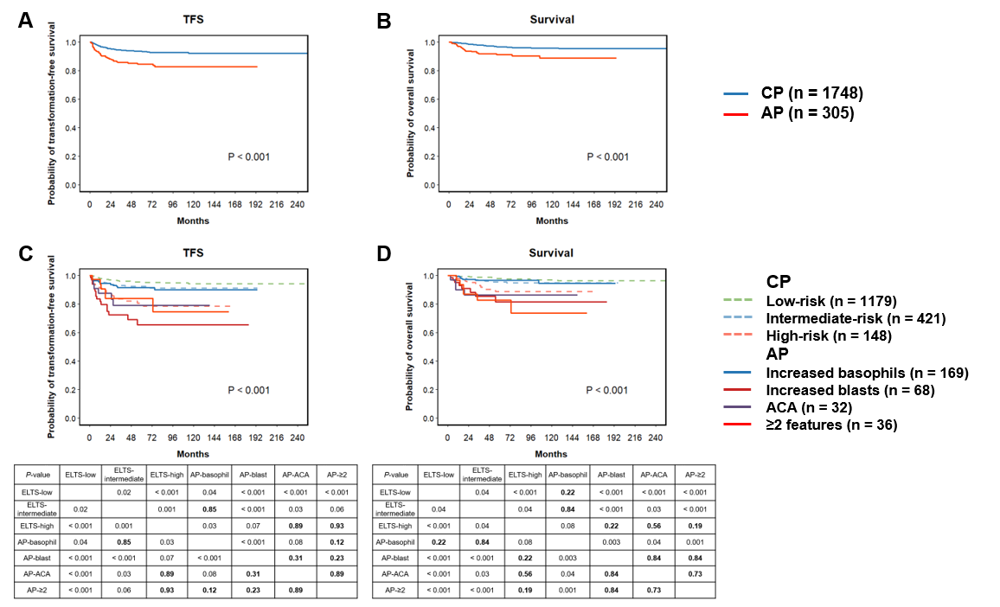 A
TFS
Probability of transformation-free survival
1.0
0.8
0.6
0.4
0.2
0.0
P < 0.001
0 24 48 72 96 120 144 168 192 216 240
Months
B
Survival
Probability of overall survival
1.0
0.8
0.6
0.4
0.2
0.0
P < 0.001
0 24 48 72 96 120 144 168 192 216 240
Months
CP (n = 1748)
AP (n = 305)
C
TFS
Probability of transformation-free survival
1.0
0.8
0.6
0.4
0.2
0.0
P < 0.001
0 24 48 72 96 120 144 168 192 216 240
Months
D
Survival
Probability of overall survival
1.0
0.8
0.6
0.4
0.2
0.0
P < 0.001
0 24 48 72 96 120 144 168 192 216 240
Months
CP
Low-risk (n = 1179)
Intermediate-risk (n = 421)
High-risk (n = 148)
AP
Increased basophils (n = 169)
Increased blasts (n = 68)
ACA (n = 32)
≥2 features (n = 36)
P-value ELTS-low ELTS-intermediate ELTS-high AP-basophil AP-blast AP-ACA AP-≥2
ELTS-low 0.02 < 0.001 0.04 < 0.001 < 0.001 < 0.001
ELTS-intermediate 0.02 0.001 0.85 < 0.001 0.03 0.06
ELTS-high < 0.001 0.001 0.03 0.07 0.89 0.93
AP-basophil 0.04 0.85 0.03 < 0.001 0.08 0.12
AP-blast < 0.001 < 0.001 0.07 < 0.001 0.31 0.23
AP-ACA < 0.001 0.03 0.89 0.08 0.31 0.89
AP-≥2 < 0.001 0.06 0.93 0.12 0.23 0.89
P-value ELTS-low ELTS-intermediate ELTS-high AP-basophil AP-blast AP-ACA AP-≥2
ELTS-low 0.04 < 0.001 0.22 < 0.001 < 0.001 < 0.001
ELTS-intermediate 0.04 0.04 0.84 < 0.001 0.03 < 0.001
ELTS-high < 0.001 0.04 0.08 0.22 0.56 0.19
AP-basophil 0.22 0.84 0.08 0.003 0.04 0.001
AP-blast < 0.001 < 0.001 0.22 0.003 0.84 0.84
AP-ACA < 0.001 0.03 0.56 0.04 0.84 0.73
AP-≥2 < 0.001 < 0.001 0.19 0.001 0.84 0.73